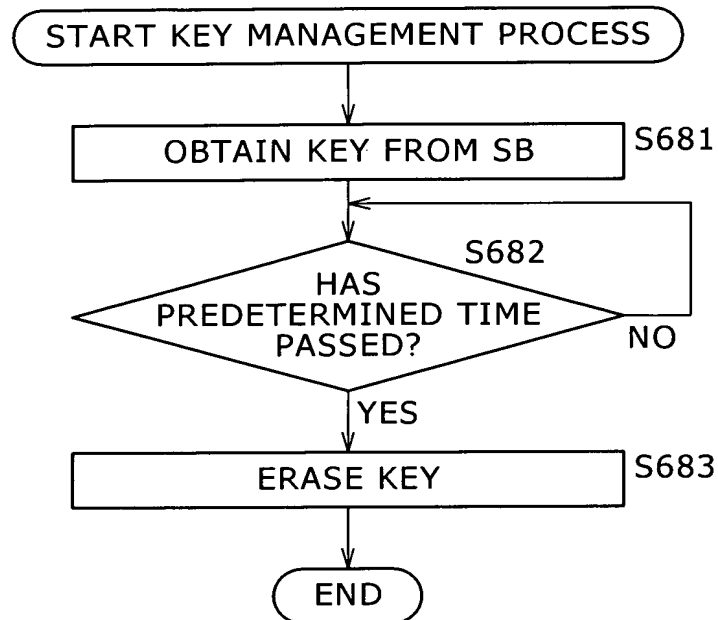 START KEY MANAGEMENT PROCESS
OBTAIN KEY FROM SB
S681
S682
HAS
PREDETERMINED TIME
PASSED?
NO
YES
ERASE KEY
S683
END